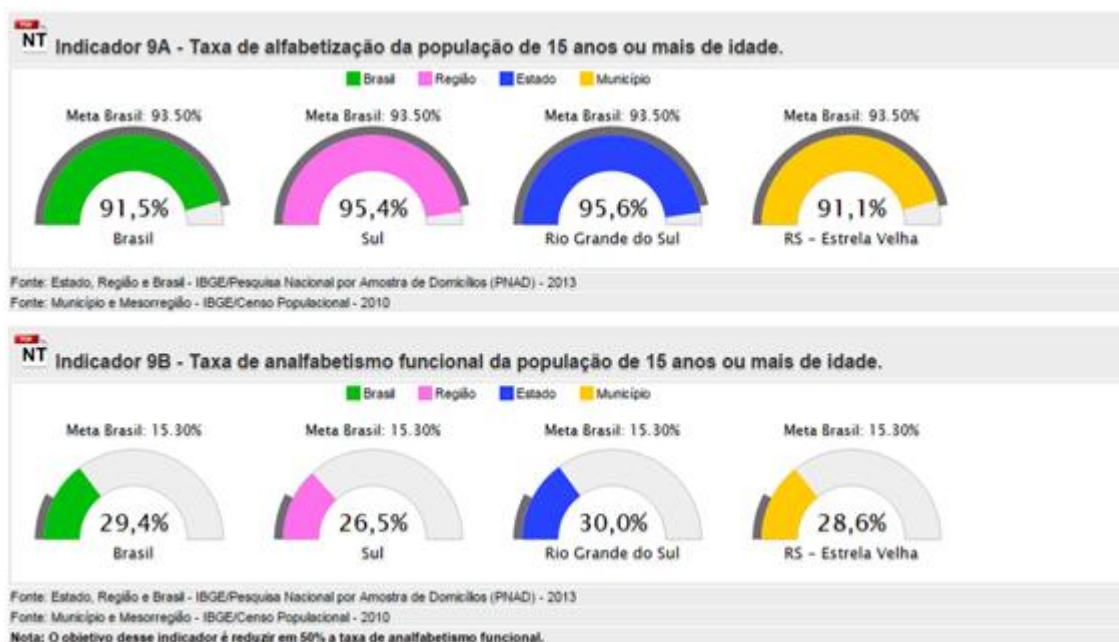 NT Indicador 9A - Taxa de alfabetização da população de 15 anos ou mais de idade.
Brasil Região Estado Município
Meta Brasil: 93.50% Meta Brasil: 93.50% Meta Brasil: 93.50% Meta Brasil: 93.50%
91,5% 95,4% 95,6% 91,1%
Brasil Sul Rio Grande do Sul RS - Estrela Velha
Fonte: Estado, Região e Brasil - IBGE/Pesquisa Nacional por Amostra de Domicílios (PNAD) - 2013
Fonte: Município e Mesorregião - IBGE/Censo Populacional - 2010
NT Indicador 9B - Taxa de analfabetismo funcional da população de 15 anos ou mais de idade.
Brasil Região Estado Município
Meta Brasil: 15.30% Meta Brasil: 15.30% Meta Brasil: 15.30% Meta Brasil: 15.30%
29,4% 26,5% 30,0% 28,6%
Brasil Sul Rio Grande do Sul RS - Estrela Velha
Fonte: Estado, Região e Brasil - IBGE/Pesquisa Nacional por Amostra de Domicílios (PNAD) - 2013
Fonte: Município e Mesorregião - IBGE/Censo Populacional - 2010
Nota: O objetivo desse indicador é reduzir em 50% a taxa de analfabetismo funcional.